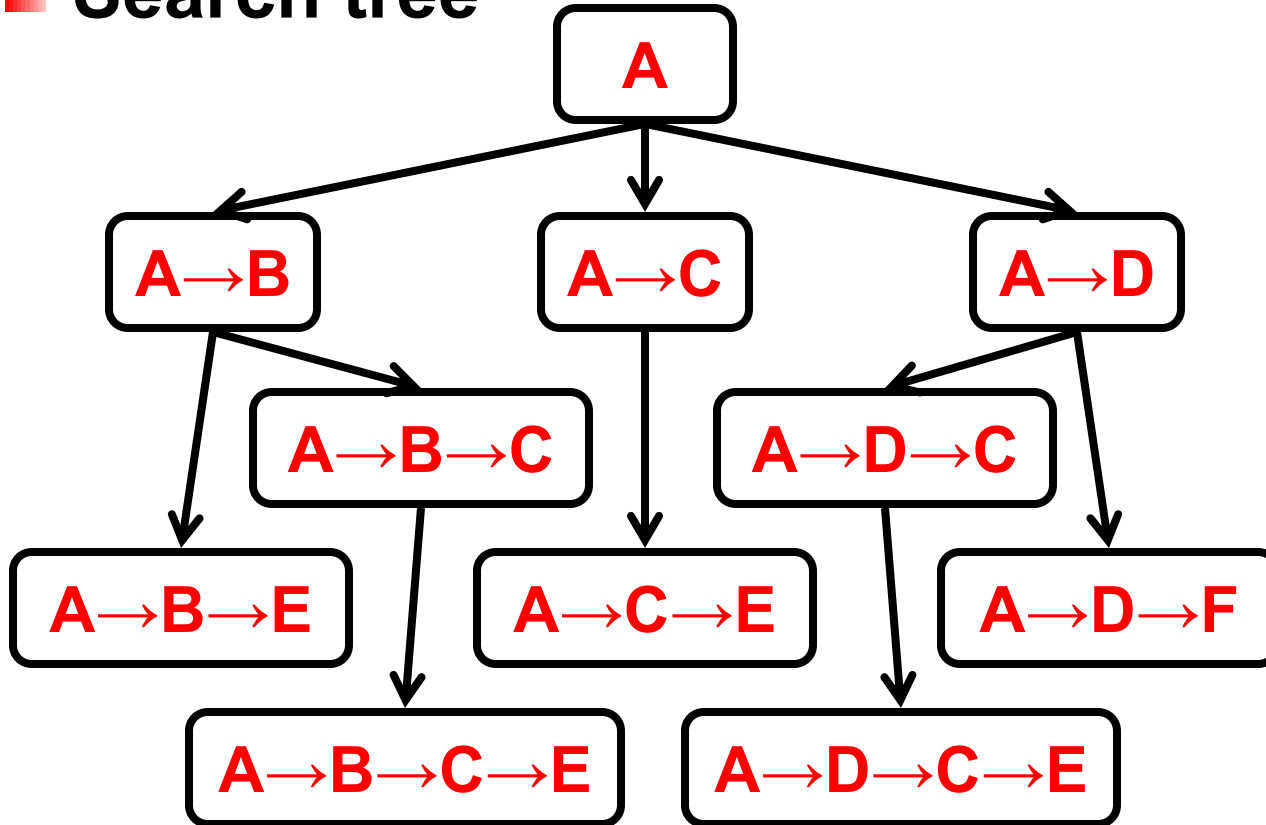 Search tree
A
A→B
A→C
A→D
A→B→C
A→D→C
A→B→E
A→C→E
A→D→F
A→B→C→E
A→D→C→E